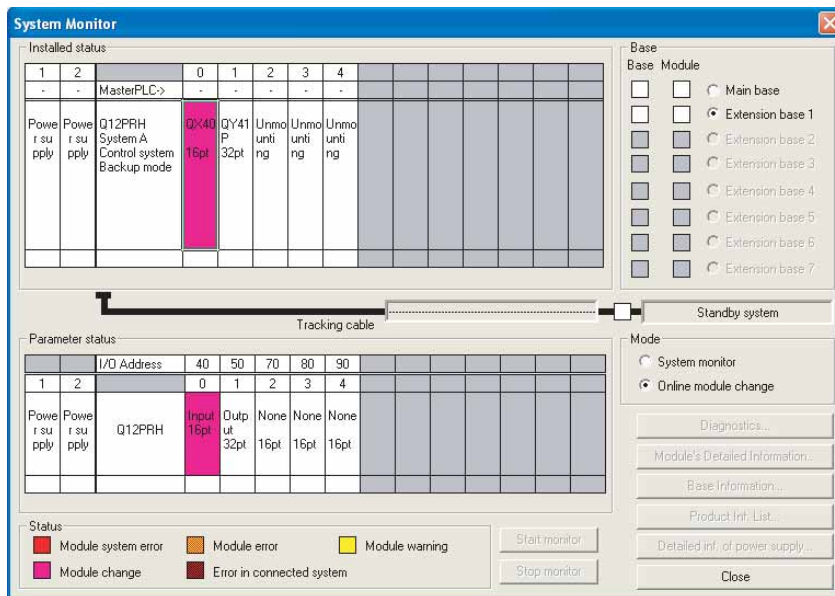 System Monitor
Installed status
1 2 0 1 2 3 4
- - MasterPLC-> - - - - -
Powe r su pply
Powe r su pply
Q12PRH
System A
Control system
Backup mode
QX40
16pt
QY41 P
32pt
Unmo unti ng
Unmo unti ng
Unmo unti ng
Base
Base Module
Main base
Extension base 1
Extension base 2
Extension base 3
Extension base 4
Extension base 5
Extension base 6
Extension base 7
Tracking cable
Standby system
Parameter status
I/O Address 40 50 70 80 90
1 2 0 1 2 3 4
Powe r su pply
Powe r su pply
Q12PRH
Input
16pt
Outp ut
32pt
None
16pt
None
16pt
None
16pt
Mode
System monitor
Online module change
Diagnostics...
Module's Detailed Information...
Base Information...
Product Inf. List...
Detailed inf. of power supply...
Close
Status
Module system error
Module error
Module warning
Module change
Error in connected system
Start monitor
Stop monitor